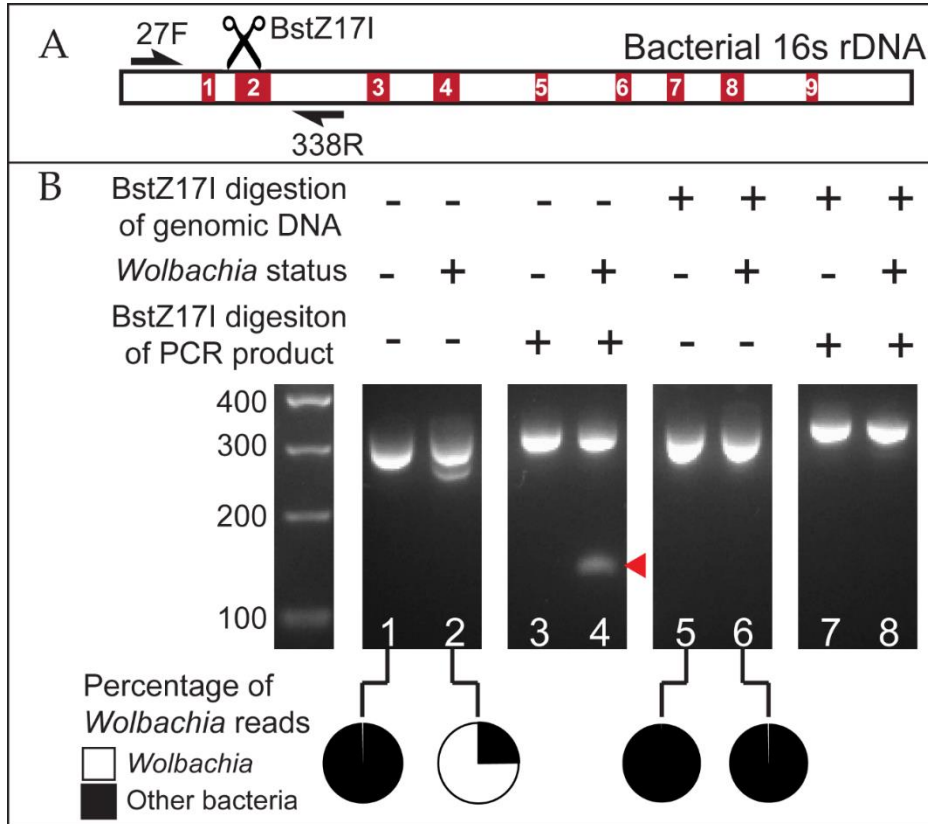 A
27F
BstZ17I
Bacterial 16s rDNA
1 2 3 4 5 6 7 8 9
338R
B
BstZ17I digestion
of genomic DNA
- - - - + + + +
Wolbachia status
- + - + - + - +
BstZ17I digesiton
of PCR product
- - + + - - + +
400
300
200
100
1 2 3 4 5 6 7 8
Percentage of
Wolbachia reads
Wolbachia
Other bacteria